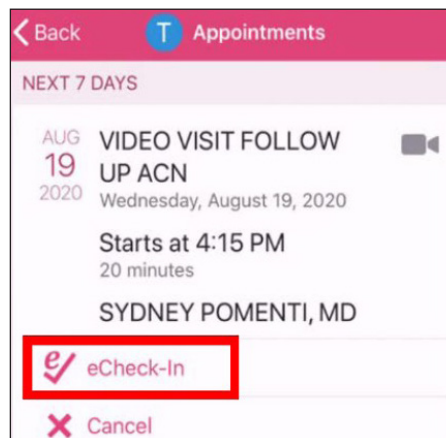 Back
T
Appointments
NEXT 7 DAYS
AUG
19
2020
VIDEO VISIT FOLLOW
UP ACN
Wednesday, August 19, 2020
Starts at 4:15 PM
20 minutes
SYDNEY POMENTI, MD
eCheck-In
Cancel